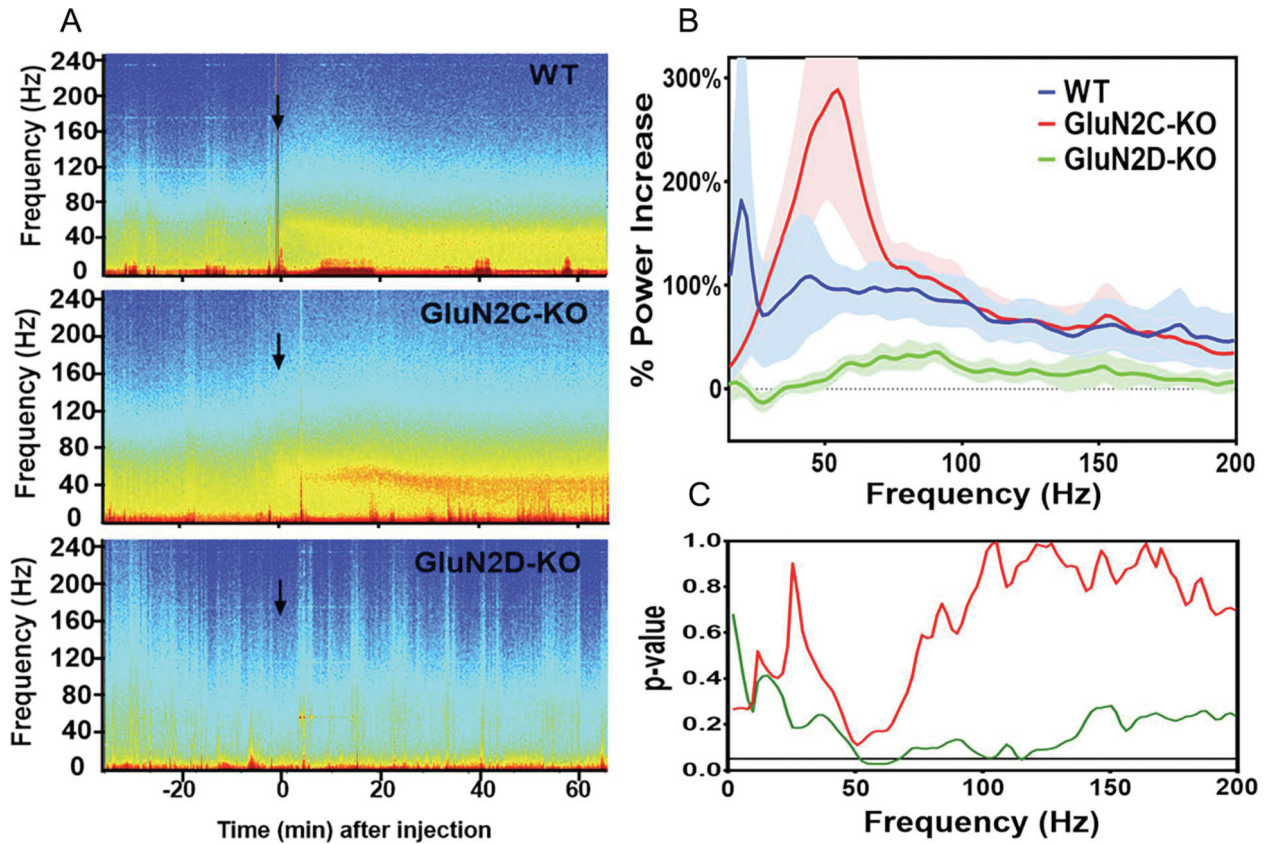 A
Frequency (Hz)
240
200
160
120
80
40
0
WT
Frequency (Hz)
240
200
160
120
80
40
0
GluN2C-KO
Frequency (Hz)
240
200
160
120
80
40
0
GluN2D-KO
-20 0 20 40 60
Time (min) after injection
B
% Power Increase
300%
200%
100%
0
WT
GluN2C-KO
GluN2D-KO
50 100 150 200
Frequency (Hz)
C
p-value
1.0
0.8
0.6
0.4
0.2
0.0
0 50 100 150 200
Frequency (Hz)